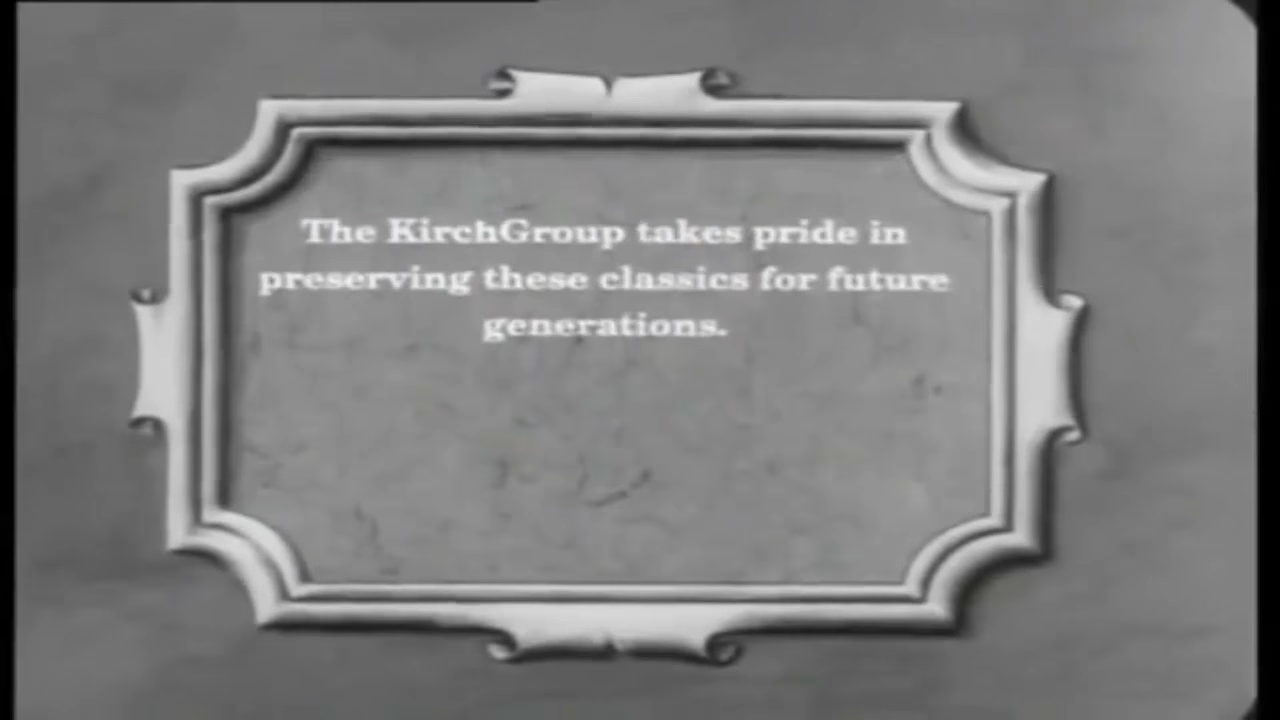 The KirchGroup takes pride in
preserving these classics for future
generations.